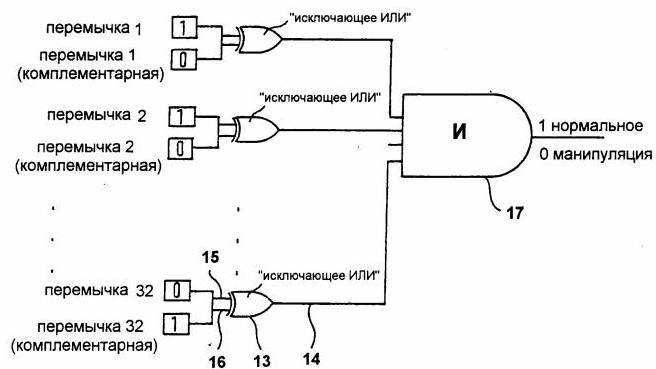 "исключающее ИЛИ"
перемычка 1
1
перемычка 1
(комплементарная)
0
"исключающее ИЛИ"
перемычка 2
1
перемычка 2
(комплементарная)
0
И
1 нормальное
0 манипуляция
17
15
"исключающее ИЛИ"
перемычка 32
0
перемычка 32
(комплементарная)
1
16
13
14